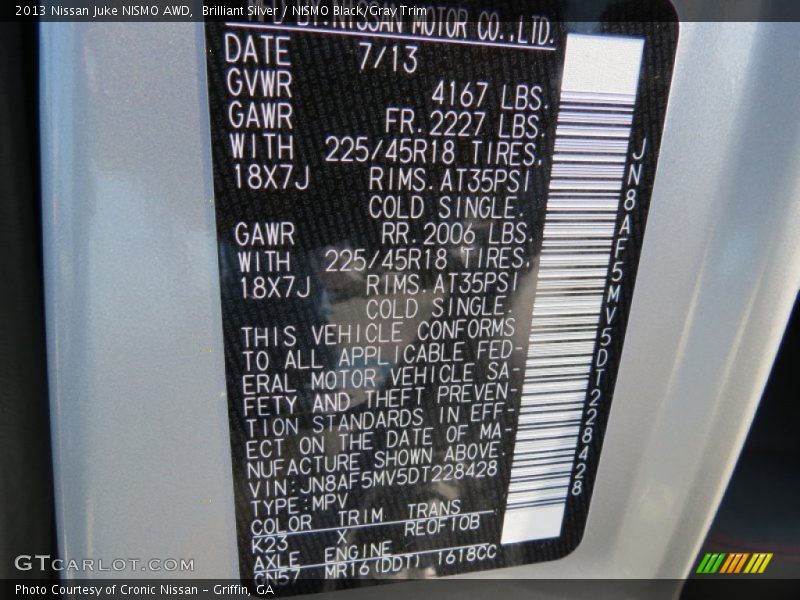 2013 Nissan Juke NISMO AWD, Brilliant Silver / NISMO Black/Gray Trim
BY:NISSAN MOTOR CO.,LTD.
DATE 7/13
GVWR 4167 LBS.
GAWR FR.2227 LBS.
WITH 225/45R18 TIRES.
18X7J RIMS.AT35PSI
COLD SINGLE.
GAWR RR.2006 LBS.
WITH 225/45R18 TIRES.
18X7J RIMS.AT35PSI
COLD SINGLE.
THIS VEHICLE CONFORMS
TO ALL APPLICABLE FED-
ERAL MOTOR VEHICLE SA-
FETY AND THEFT PREVEN-
TION STANDARDS IN EFF-
ECT ON THE DATE OF MA-
NUFACTURE SHOWN ABOVE.
VIN:JN8AF5MV5DT228428
TYPE:MPV
COLOR TRIM TRANS
K23 X RE0F10B
AXLE ENGINE
GN57 MR16(DDT) 1618CC
JN8AF5MV5DT228428
GTCARLOT.COM
Photo Courtesy of Cronic Nissan - Griffin, GA